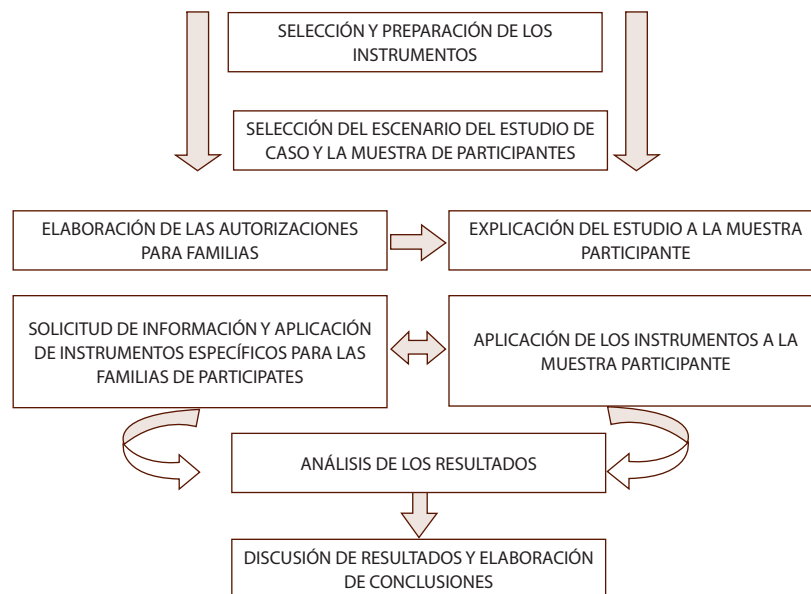 SELECCIÓN Y PREPARACIÓN DE LOS
INSTRUMENTOS
SELECCIÓN DEL ESCENARIO DEL ESTUDIO DE
CASO Y LA MUESTRA DE PARTICIPANTES
ELABORACIÓN DE LAS AUTORIZACIONES
PARA FAMILIAS
EXPLICACIÓN DEL ESTUDIO A LA MUESTRA
PARTICIPANTE
SOLICITUD DE INFORMACIÓN Y APLICACIÓN
DE INSTRUMENTOS ESPECÍFICOS PARA LAS
FAMILIAS DE PARTICIPATES
APLICACIÓN DE LOS INSTRUMENTOS A LA
MUESTRA PARTICIPANTE
ANÁLISIS DE LOS RESULTADOS
DISCUSIÓN DE RESULTADOS Y ELABORACIÓN
DE CONCLUSIONES